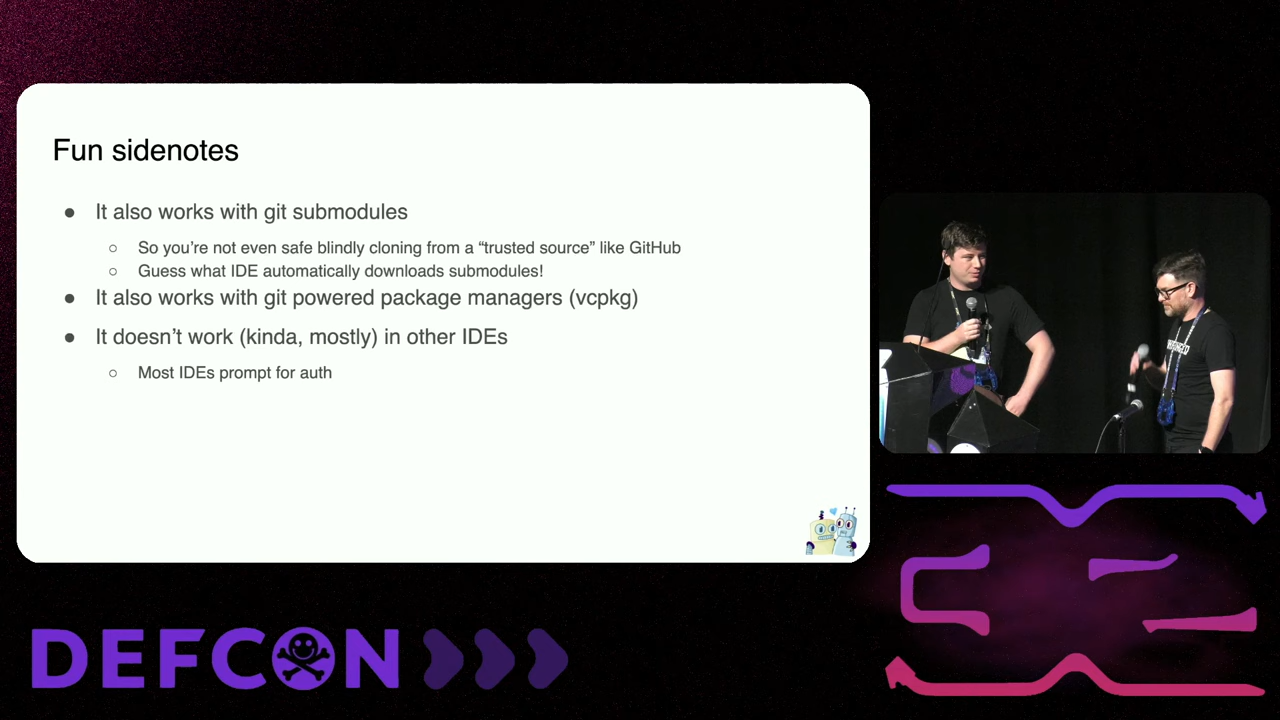 Fun sidenotes
● It also works with git submodules
○ So you’re not even safe blindly cloning from a “trusted source” like GitHub
○ Guess what IDE automatically downloads submodules!
● It also works with git powered package managers (vcpkg)
● It doesn’t work (kinda, mostly) in other IDEs
○ Most IDEs prompt for auth
DEFCON